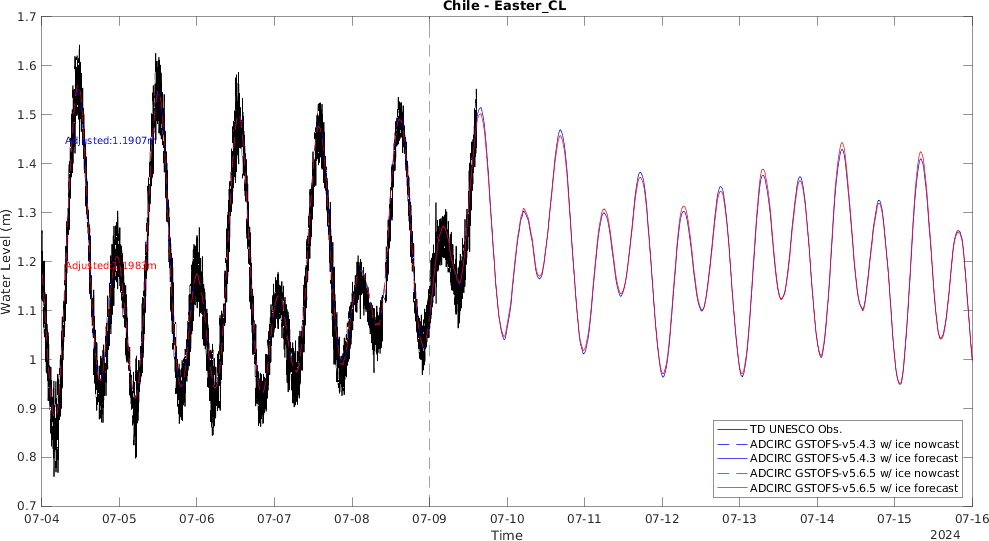 Chile - Easter_CL
1.7
1.6
1.5
1.4
1.3
1.2
1.1
1
0.9
0.8
0.7
Water Level (m)
Adjusted:1.1907m
Adjusted:1.1983m
TD UNESCO Obs.
ADCIRC GSTOFS-v5.4.3 w/ ice nowcast
ADCIRC GSTOFS-v5.4.3 w/ ice forecast
ADCIRC GSTOFS-v5.6.5 w/ ice nowcast
ADCIRC GSTOFS-v5.6.5 w/ ice forecast
07-04 07-05 07-06 07-07 07-08 07-09 07-10 07-11 07-12 07-13 07-14 07-15 07-16
Time
2024